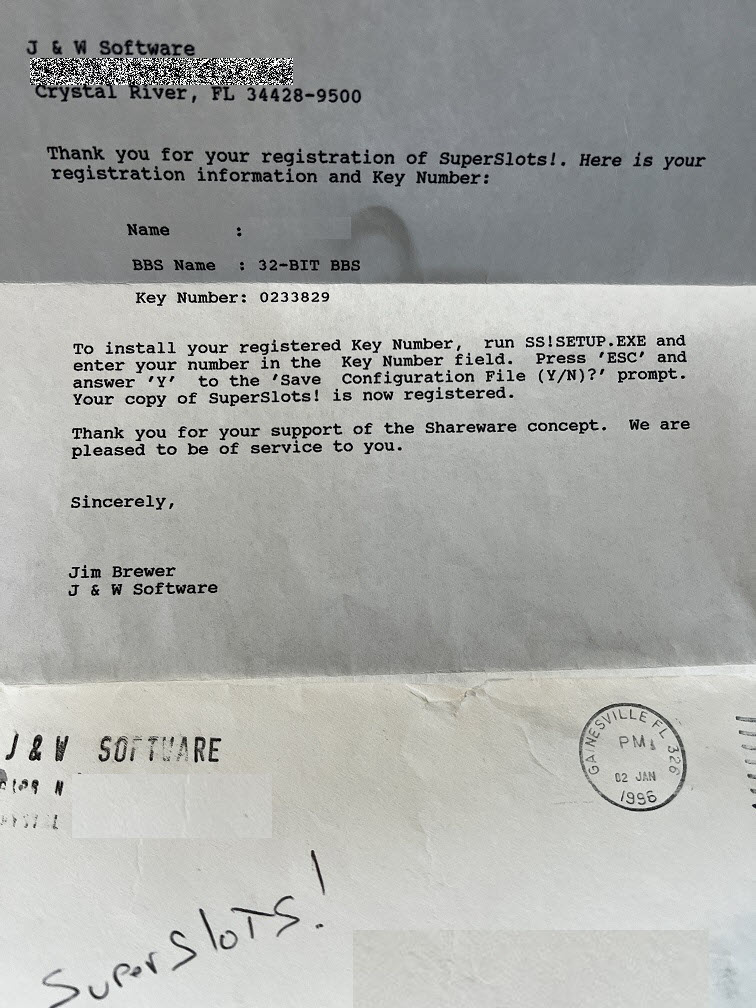 J & W Software
Crystal River, FL 34428-9500
Thank you for your registration of SuperSlots!. Here is your
registration information and Key Number:
Name :
BBS Name : 32-BIT BBS
Key Number: 0233829
To install your registered Key Number, run SS!SETUP.EXE and
enter your number in the Key Number field. Press 'ESC' and
answer 'Y' to the 'Save Configuration File (Y/N)?' prompt.
Your copy of SuperSlots! is now registered.
Thank you for your support of the Shareware concept. We are
pleased to be of service to you.
Sincerely,
Jim Brewer
J & W Software
J & W SOFTWARE
N
GAINESVILLE FL 326
PM
02 JAN
1996
SuperSloTS!